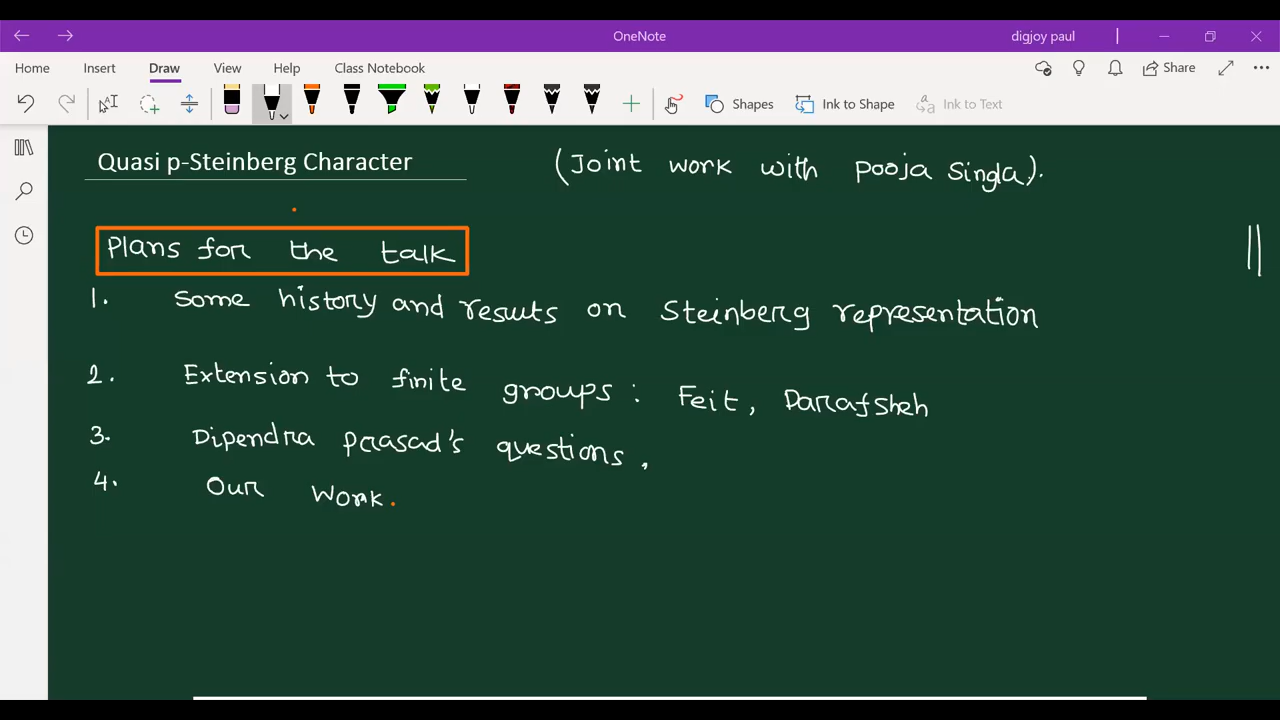 OneNote
digjoy paul
Home Insert Draw View Help Class Notebook
Share
Shapes Ink to Shape Ink to Text
Quasi p-Steinberg Character (Joint work with Pooja Singla).
Plans for the talk
1. Some history and results on Steinberg representation
2. Extension to finite groups: Feit, Darafsheh
3. Dipendra Prasad's questions.
4. Our Work.